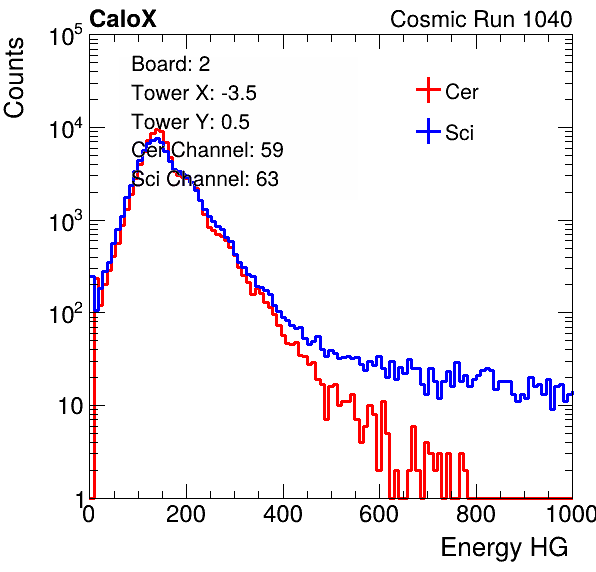 CaloX Cosmic Run 1040
Counts
10^5
10^4
10^3
10^2
10
1
Board: 2
Tower X: -3.5
Tower Y: 0.5
Cer Channel: 59
Sci Channel: 63
Cer
Sci
0 200 400 600 800 1000
Energy HG